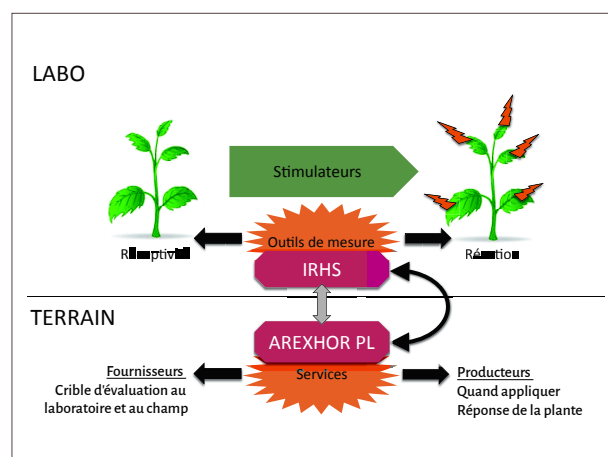 LABO
Stimulateurs
Outils de mesure
IRHS
TERRAIN
AREXHOR PL
Services
Fournisseurs
Crible d'évaluation au
laboratoire et au champ
Producteurs
Quand appliquer
Réponse de la plante